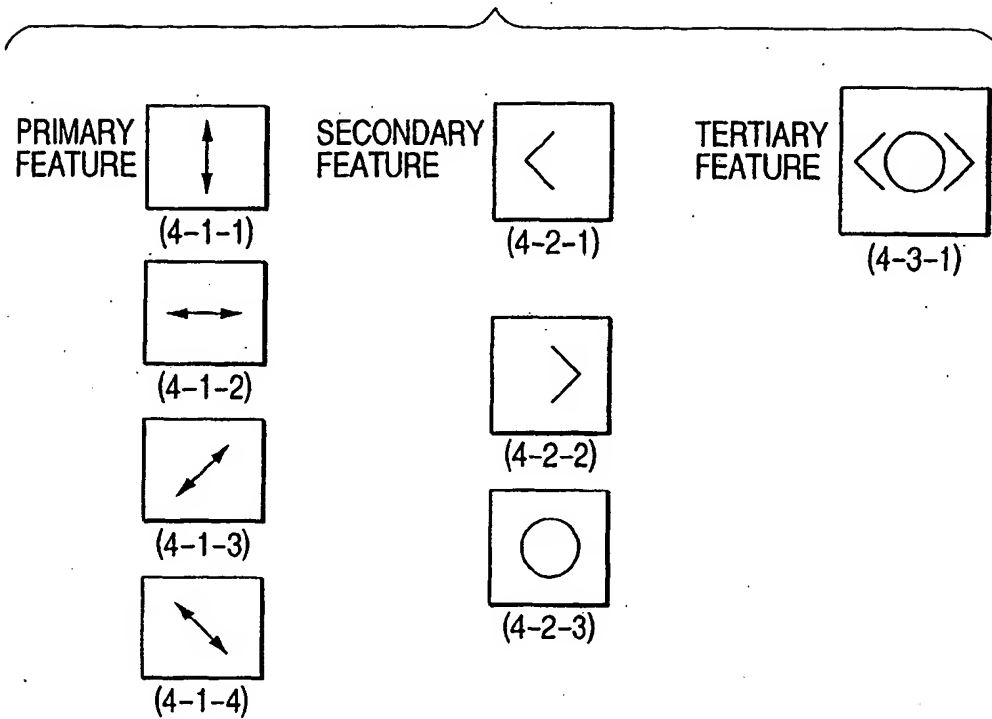 PRIMARY
FEATURE
(4-1-1)
(4-1-2)
(4-1-3)
(4-1-4)
SECONDARY
FEATURE
(4-2-1)
(4-2-2)
(4-2-3)
TERTIARY
FEATURE
(4-3-1)